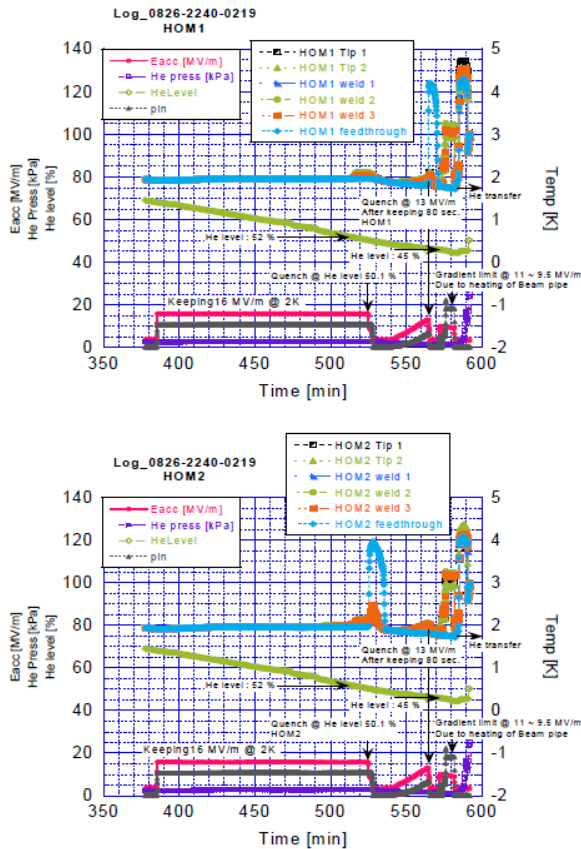 Log_0826-2240-0219
HOM1
Eacc [MV/m]
He press [kPa]
HeLevel
pIn
HOM1 Tip 1
HOM1 Tip 2
HOM1 weld 1
HOM1 weld 2
HOM1 weld 3
HOM1 feedthrough
140
120
100
80
60
40
20
0
5
4
3
2
1
0
-1
-2
Eacc [MV/m]
He Press [kPa]
He level [%]
Temp [K]
He transfer
Quench @ 13 MV/m
After keeping 80 sec.
HOM1
He level : 52 %
He level : 45 %
Quench @ He level 50.1 %
Gradient limit @ 11 ~ 9.5 MV/m
Due to heating of Beam pipe
Keeping16 MV/m @ 2K
350 400 450 500 550 600
Time [min]
Log_0826-2240-0219
HOM2
Eacc [MV/m]
He press [kPa]
HeLevel
pIn
HOM2 Tip 1
HOM2 Tip 2
HOM2 weld 1
HOM2 weld 2
HOM2 weld 3
HOM2 feedthrough
140
120
100
80
60
40
20
0
5
4
3
2
1
0
-1
-2
Eacc [MV/m]
He Press [kPa]
He level [%]
Temp [K]
He transfer
Quench @ 13 MV/m
After keeping 80 sec.
He level : 52 %
He level : 45 %
Quench @ He level 50.1 %
HOM2
Gradient limit @ 11 ~ 9.5 MV/m
Due to heating of Beam pipe
Keeping16 MV/m @ 2K
350 400 450 500 550 600
Time [min]